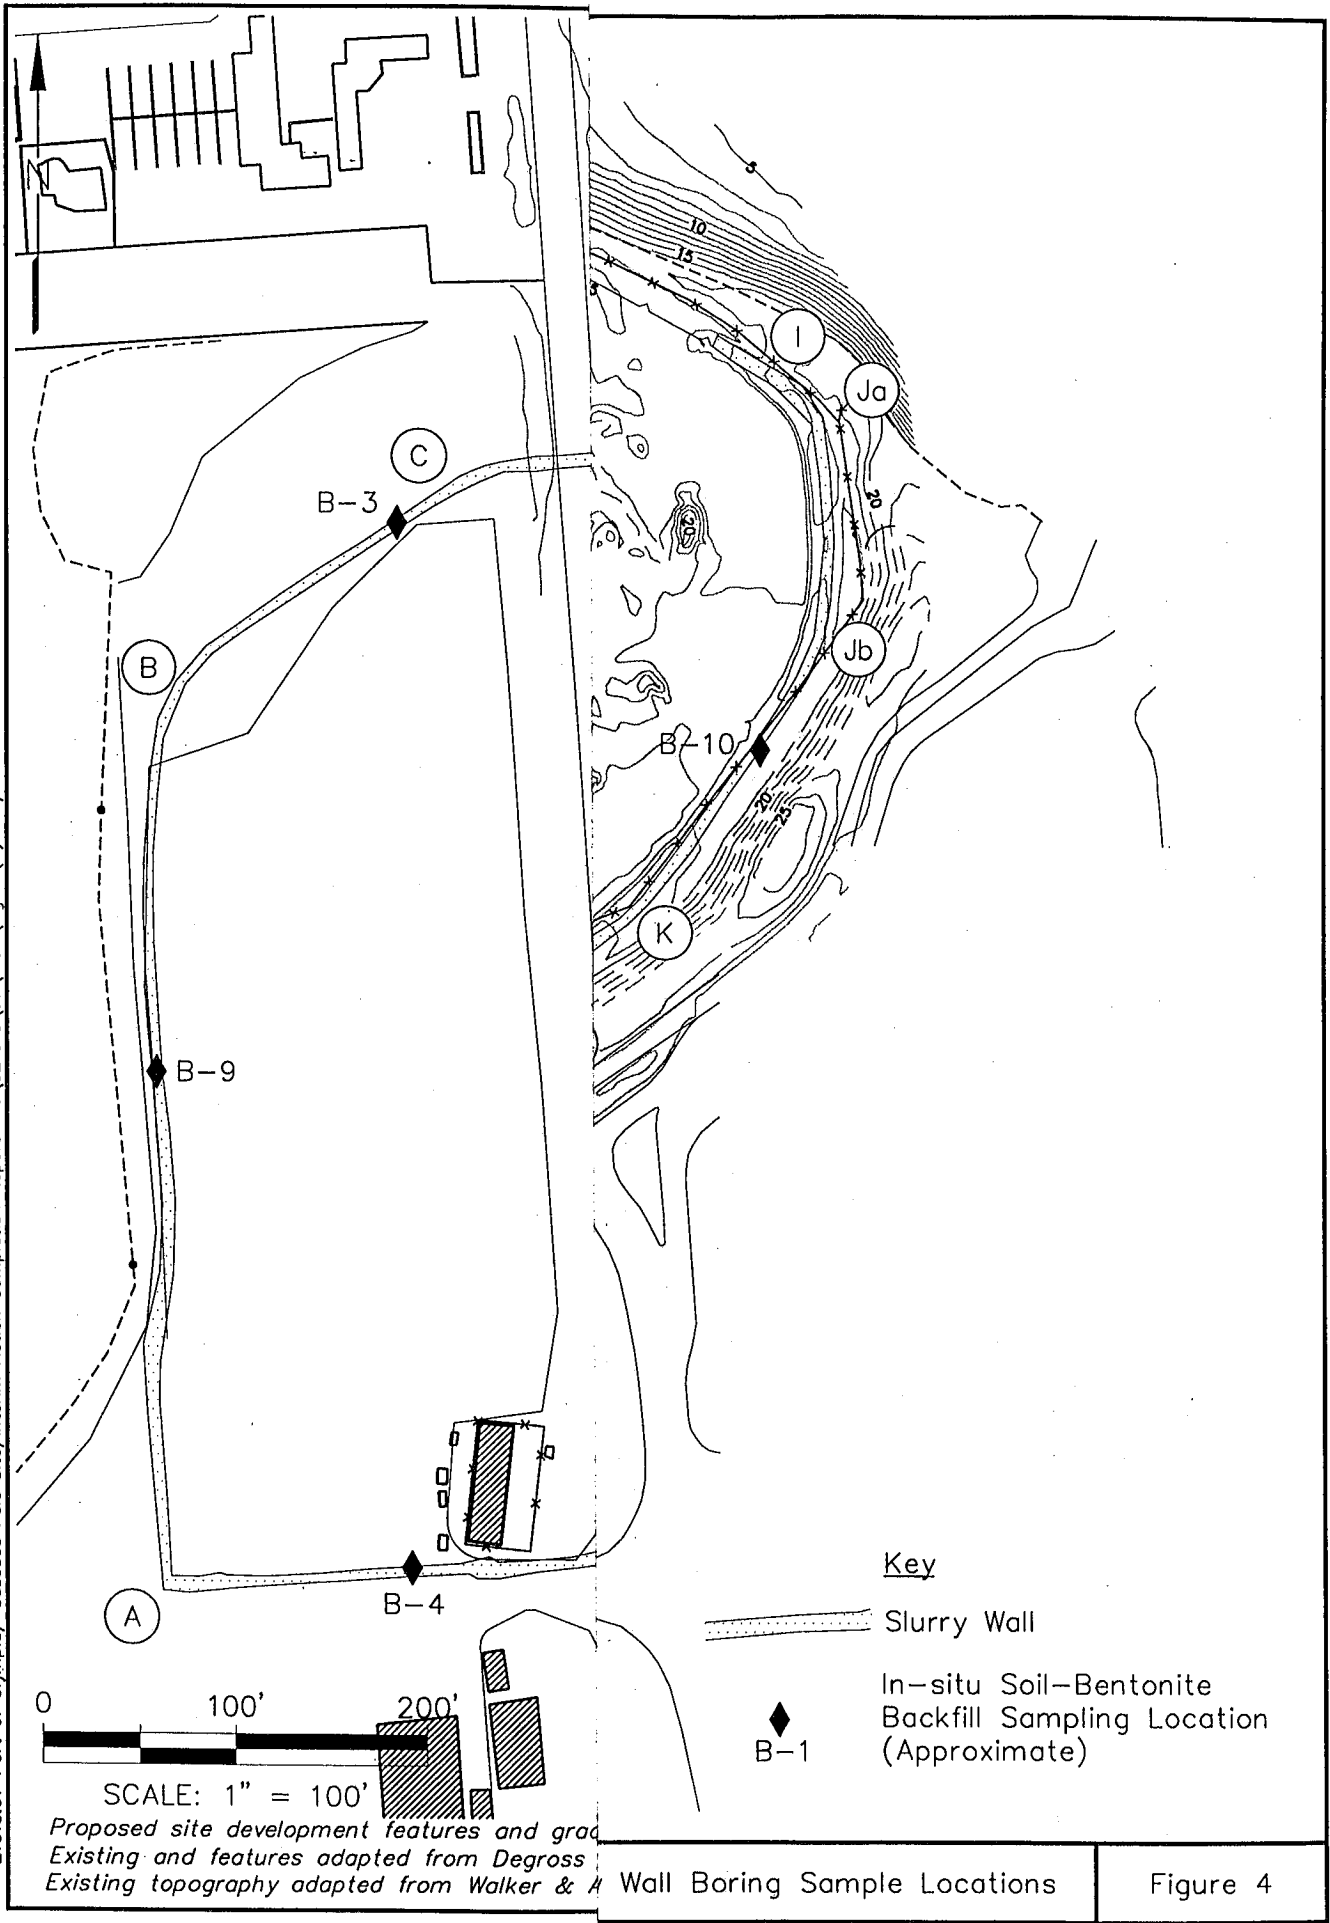 N
5
10
15
I
Ja
C
B-3
20
20
B
Jb
B-10
20
25
K
B-9
Key
Slurry Wall
B-4
A
In-situ Soil-Bentonite
Backfill Sampling Location
(Approximate)
B-1
0 100' 200'
SCALE: 1" = 100'
Proposed site development features and grad
Existing and features adapted from Degross
Existing topography adapted from Walker & A
Wall Boring Sample Locations
Figure 4